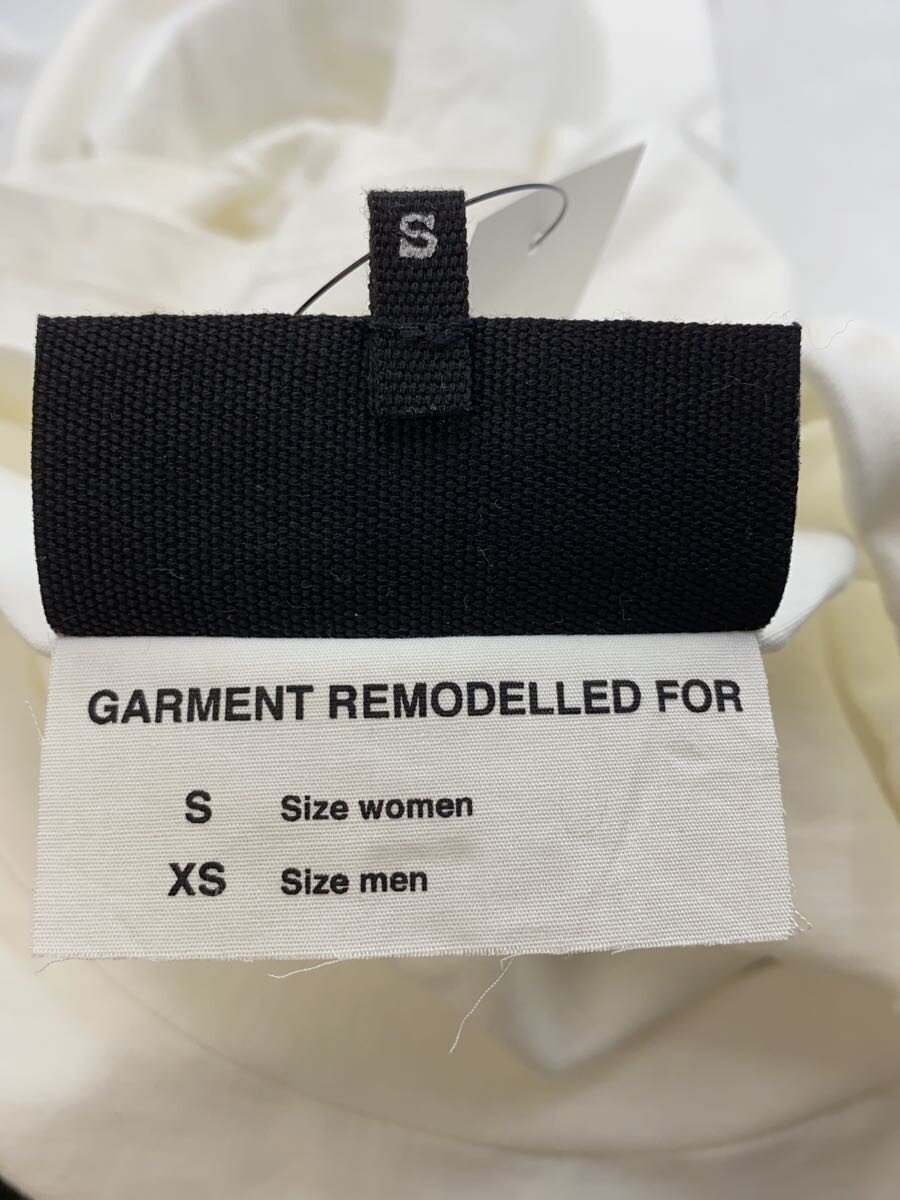 S
GARMENT REMODELLED FOR
S Size women
XS Size men